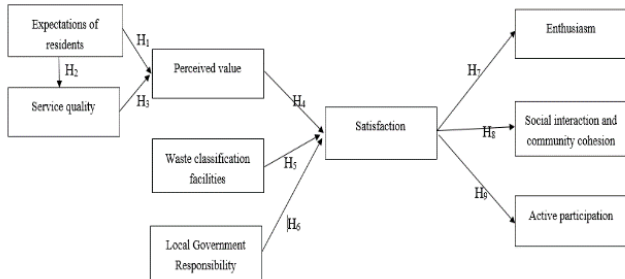 Expectations of
residents
H1
Enthusiasm
H2
Perceived value
H7
Service quality
H3
H4
Satisfaction
Social interaction and
community cohesion
H8
Waste classification
facilities
H5
H9
Active participation
H6
Local Government
Responsibility